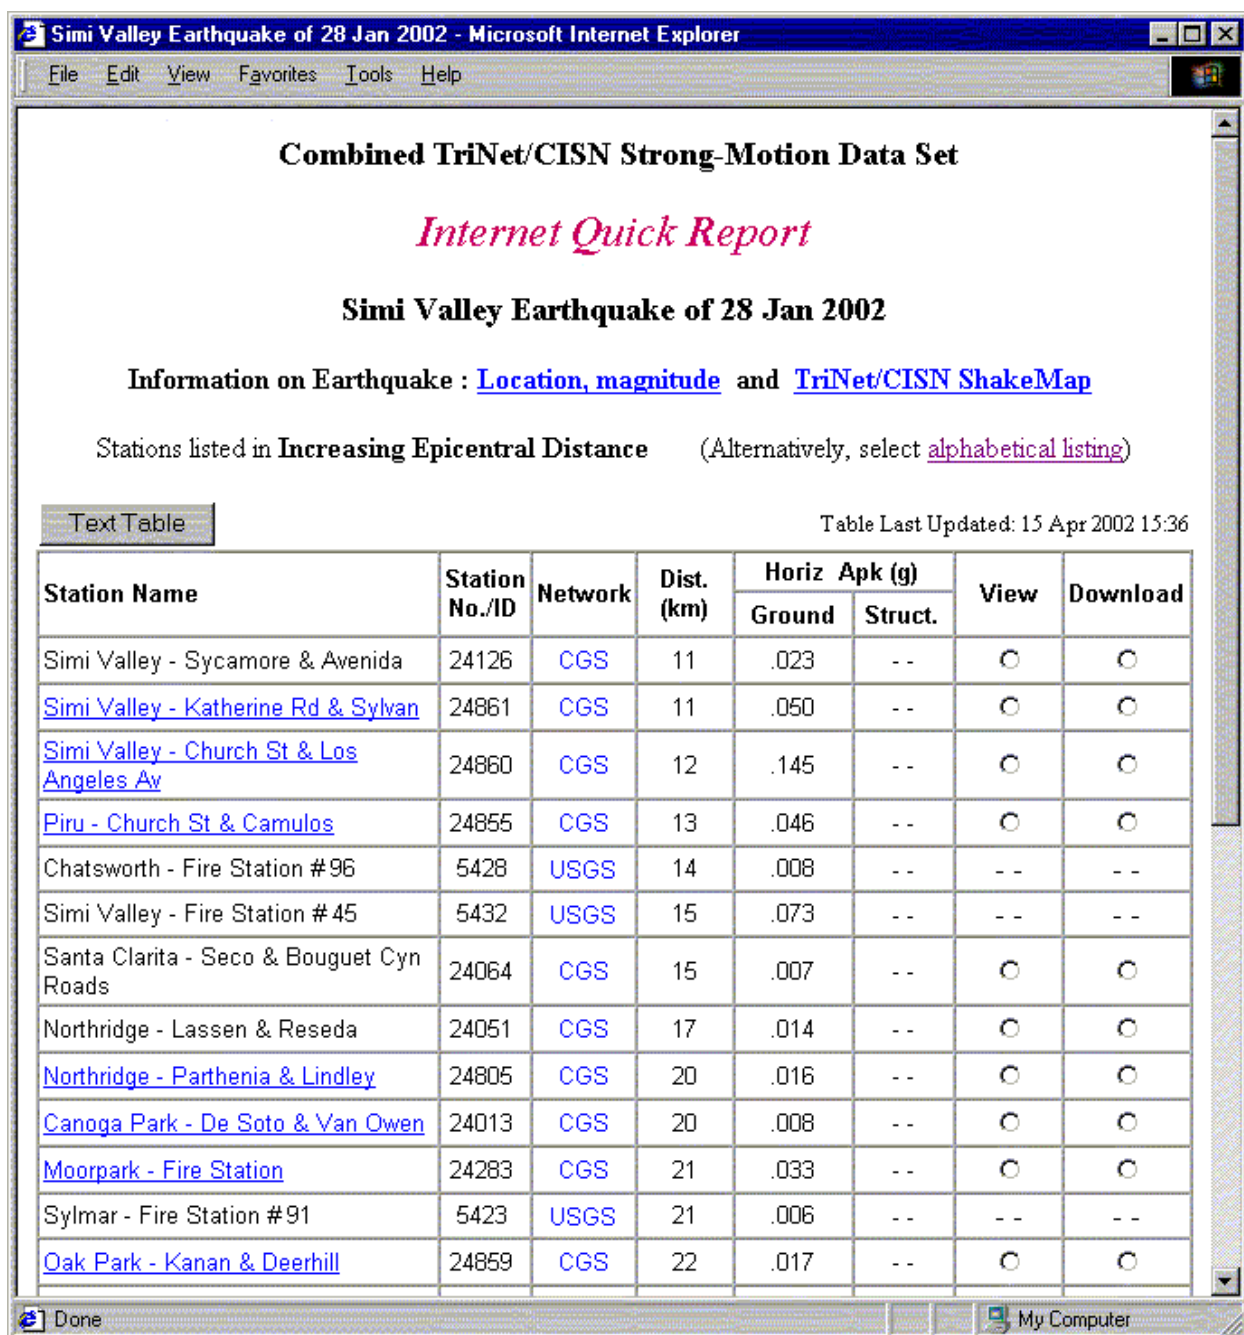 Simi Valley Earthquake of 28 Jan 2002 - Microsoft Internet Explorer
File Edit View Favorites Tools Help
Combined TriNet/CISN Strong-Motion Data Set
Internet Quick Report
Simi Valley Earthquake of 28 Jan 2002
Information on Earthquake : Location, magnitude and TriNet/CISN ShakeMap
Stations listed in Increasing Epicentral Distance (Alternatively, select alphabetical listing)
Text Table Table Last Updated: 15 Apr 2002 15:36
Station Name Station No./ID Network Dist. (km) Horiz Apk (g) View Download
Ground Struct.
Simi Valley - Sycamore & Avenida 24126 CGS 11 .023 - -
Simi Valley - Katherine Rd & Sylvan 24861 CGS 11 .050 - -
Simi Valley - Church St & Los
Angeles Av 24860 CGS 12 .145 - -
Piru - Church St & Camulos 24855 CGS 13 .046 - -
Chatsworth - Fire Station #96 5428 USGS 14 .008 - - - - - -
Simi Valley - Fire Station #45 5432 USGS 15 .073 - - - - - -
Santa Clarita - Seco & Bouguet Cyn
Roads 24064 CGS 15 .007 - -
Northridge - Lassen & Reseda 24051 CGS 17 .014 - -
Northridge - Parthenia & Lindley 24805 CGS 20 .016 - -
Canoga Park - De Soto & Van Owen 24013 CGS 20 .008 - -
Moorpark - Fire Station 24283 CGS 21 .033 - -
Sylmar - Fire Station #91 5423 USGS 21 .006 - - - - - -
Oak Park - Kanan & Deerhill 24859 CGS 22 .017 - -
Done My Computer